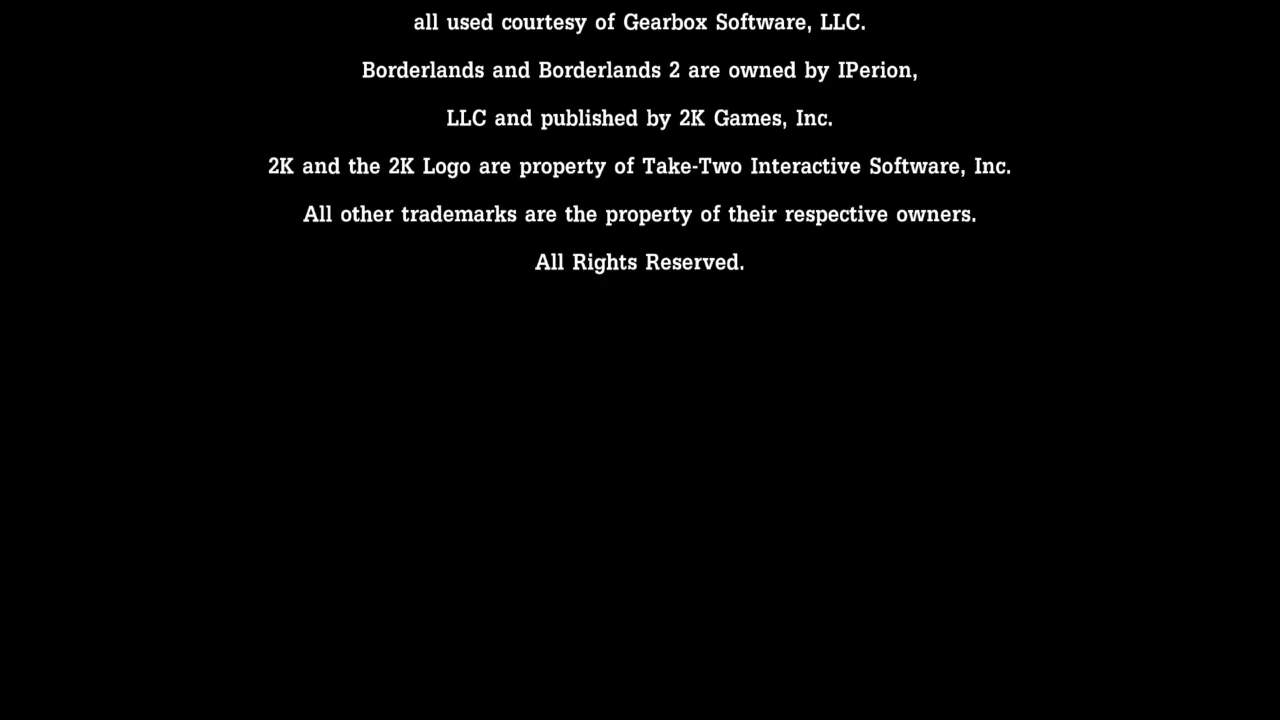 all used courtesy of Gearbox Software, LLC.
Borderlands and Borderlands 2 are owned by IPerion,
LLC and published by 2K Games, Inc.
2K and the 2K Logo are property of Take-Two Interactive Software, Inc.
All other trademarks are the property of their respective owners.
All Rights Reserved.